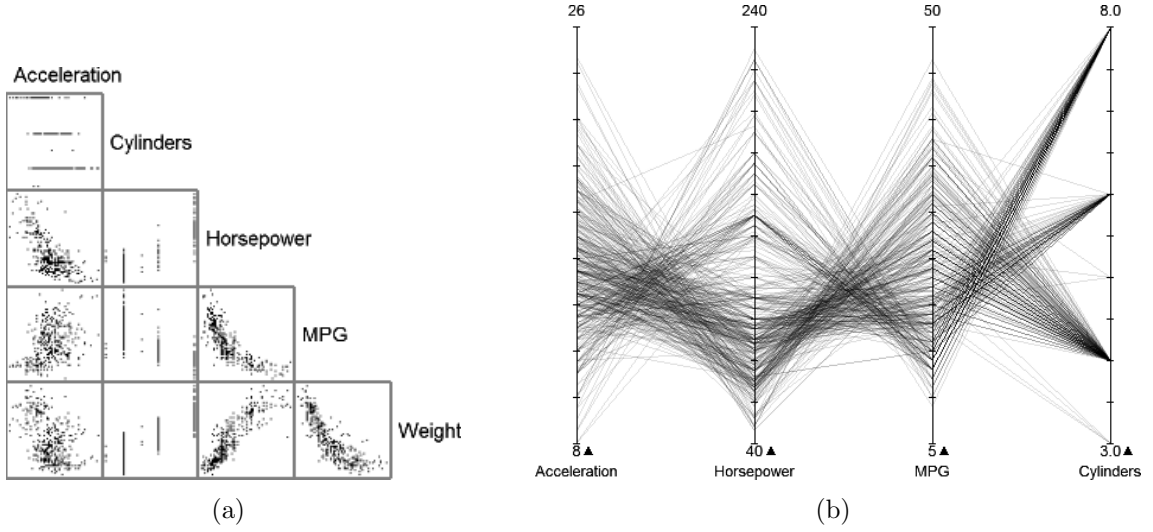 Acceleration
Cylinders
Horsepower
MPG
Weight
(a)
26 240 50 8.0
8▲ 40▲ 5▲ 3.0▲
Acceleration Horsepower MPG Cylinders
(b)